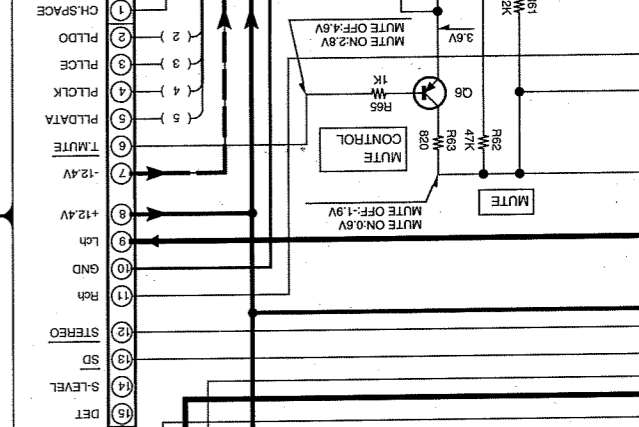 1 CH.SPACE
2 PLLDO
( 2 )
3 PLLCE
( 3 )
4 PLLCLK
( 4 )
5 PLLDATA
( 5 )
6 T.MUTE
7 -12.4V
8 +12.4V
9 Lch
10 GND
11 Rch
12 STEREO
13 SD
14 S-LEVEL
15 DET
MUTE ON:2.8V
MUTE OFF:4.6V
3.6V
R65
1K
Q6
MUTE
CONTROL
R63
820
R62
47K
MUTE
MUTE ON:0.6V
MUTE OFF:-1.9V